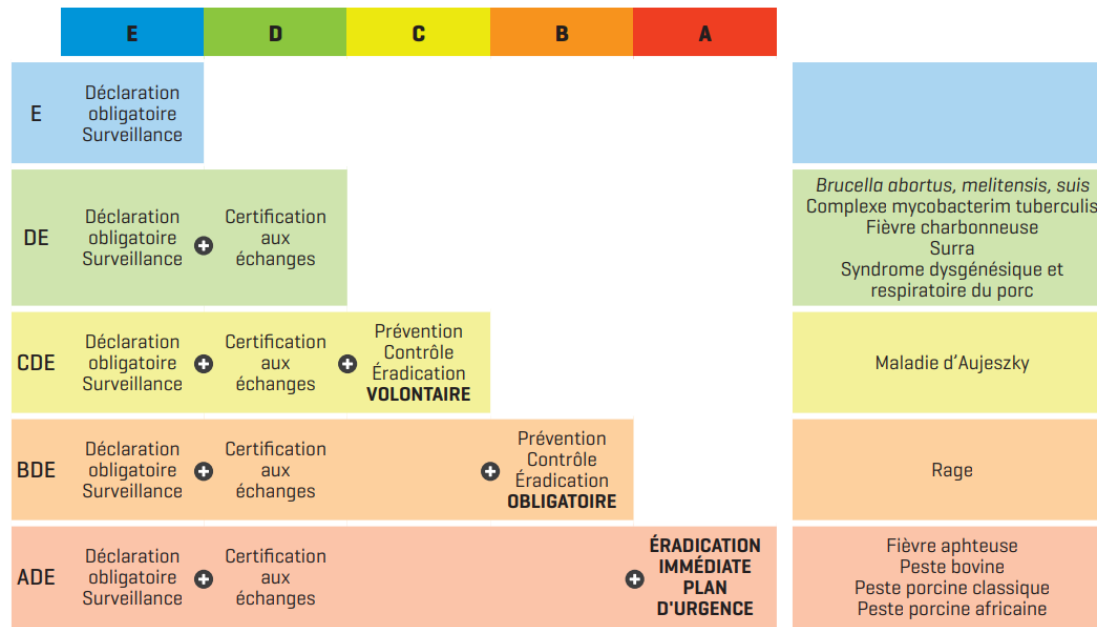 E D C B A
E
Déclaration
obligatoire
Surveillance
DE
Déclaration
obligatoire
Surveillance
Certification
aux
échanges
Brucella abortus, melitensis, suis
Complexe mycobacterim tuberculis
Fièvre charbonneuse
Surra
Syndrome dysgénésique et
respiratoire du porc
CDE
Déclaration
obligatoire
Surveillance
Certification
aux
échanges
Prévention
Contrôle
Éradication
VOLONTAIRE
Maladie d'Aujeszky
BDE
Déclaration
obligatoire
Surveillance
Certification
aux
échanges
Prévention
Contrôle
Éradication
OBLIGATOIRE
Rage
ADE
Déclaration
obligatoire
Surveillance
Certification
aux
échanges
ÉRADICATION
IMMÉDIATE
PLAN
D'URGENCE
Fièvre aphteuse
Peste bovine
Peste porcine classique
Peste porcine africaine